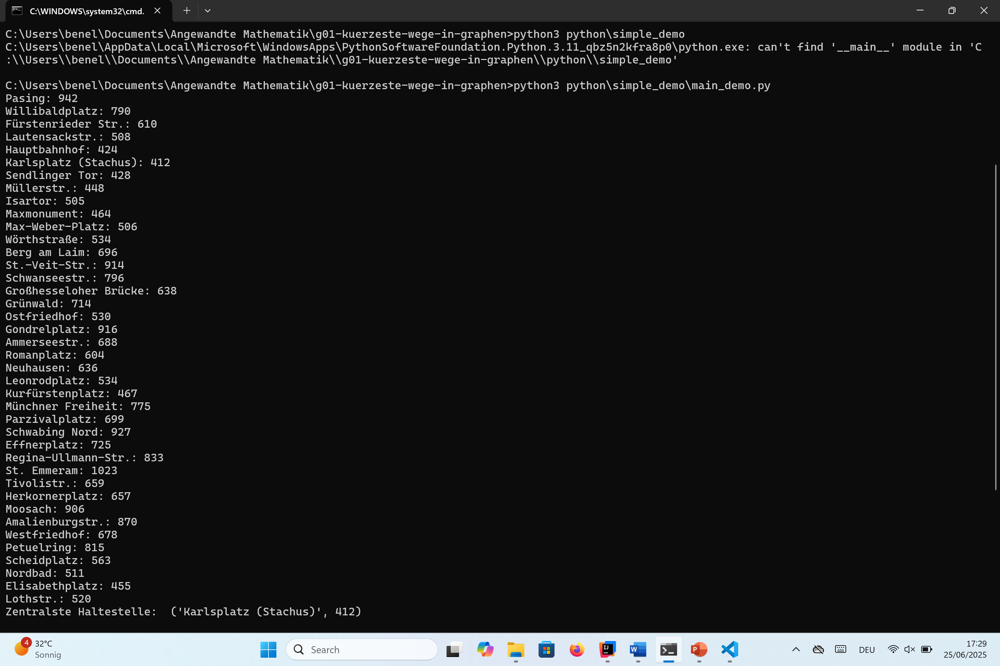 C:\WINDOWS\system32\cmd.
C:\Users\benel\Documents\Angewandte Mathematik\g01-kuerzeste-wege-in-graphen>python3 python\simple_demo
C:\Users\benel\AppData\Local\Microsoft\WindowsApps\PythonSoftwareFoundation.Python.3.11_qbz5n2kfra8p0\python.exe: can't find '__main__' module in 'C
:\\Users\\benel\\Documents\\Angewandte Mathematik\\g01-kuerzeste-wege-in-graphen\\python\\simple_demo'
C:\Users\benel\Documents\Angewandte Mathematik\g01-kuerzeste-wege-in-graphen>python3 python\simple_demo\main_demo.py
Pasing: 942
Willibaldplatz: 790
Fürstenrieder Str.: 610
Lautensackstr.: 508
Hauptbahnhof: 424
Karlsplatz (Stachus): 412
Sendlinger Tor: 428
Müllerstr.: 448
Isartor: 505
Maxmonument: 464
Max-Weber-Platz: 506
Wörthstraße: 534
Berg am Laim: 696
St.-Veit-Str.: 914
Schwanseestr.: 796
Großhesseloher Brücke: 638
Grünwald: 714
Ostfriedhof: 530
Gondrelplatz: 916
Ammerseestr.: 688
Romanplatz: 604
Neuhausen: 636
Leonrodplatz: 534
Kurfürstenplatz: 467
Münchner Freiheit: 775
Parzivalplatz: 699
Schwabing Nord: 927
Effnerplatz: 725
Regina-Ullmann-Str.: 833
St. Emmeram: 1023
Tivolistr.: 659
Herkornerplatz: 657
Moosach: 906
Amalienburgstr.: 870
Westfriedhof: 678
Petuelring: 815
Scheidplatz: 563
Nordbad: 511
Elisabethplatz: 455
Lothstr.: 520
Zentralste Haltestelle:  ('Karlsplatz (Stachus)', 412)
4
32°C
Sonnig
Search
IJ
W
P
DEU
17:29
25/06/2025